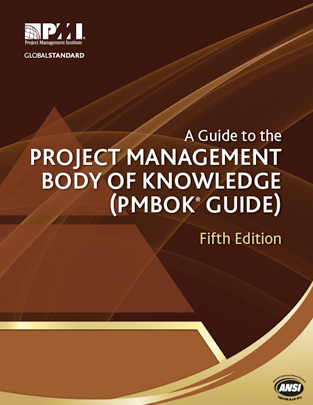 PMI
Project Management Institute
GLOBALSTANDARD
A Guide to the
PROJECT MANAGEMENT
BODY OF KNOWLEDGE
(PMBOK® GUIDE)
Fifth Edition
ANSI